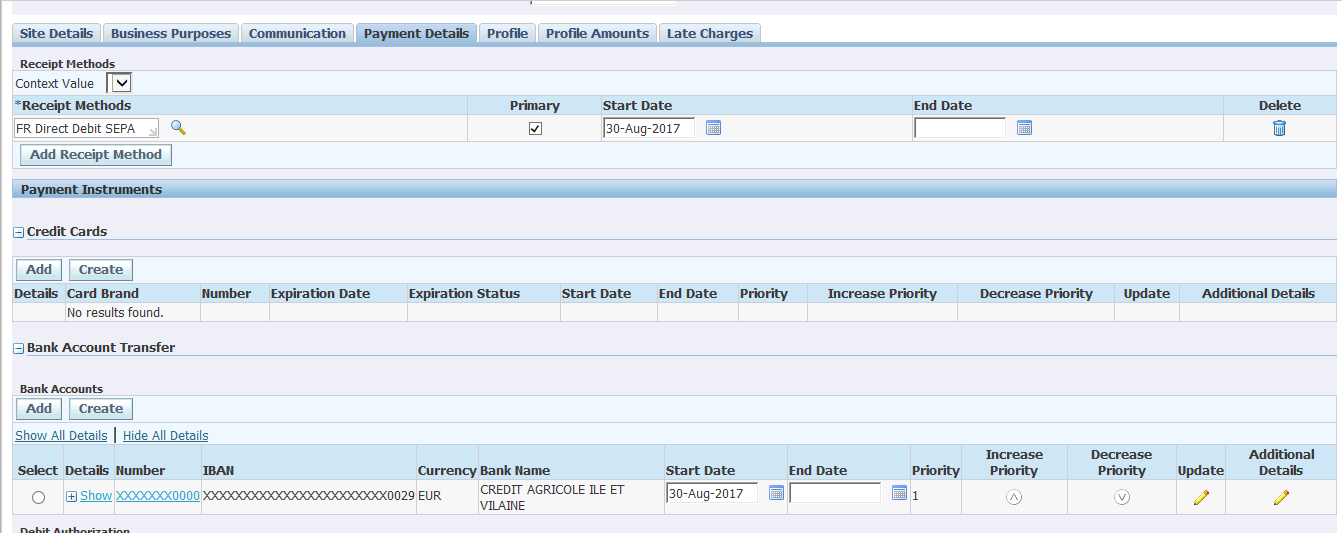 Site Details Business Purposes Communication Payment Details Profile Profile Amounts Late Charges
Receipt Methods
Context Value
*Receipt Methods Primary Start Date End Date Delete
FR Direct Debit SEPA 30-Aug-2017
Add Receipt Method
Payment Instruments
Credit Cards
Add Create
Details Card Brand Number Expiration Date Expiration Status Start Date End Date Priority Increase Priority Decrease Priority Update Additional Details
No results found.
Bank Account Transfer
Bank Accounts
Add Create
Show All Details | Hide All Details
Select Details Number IBAN Currency Bank Name Start Date End Date Priority Increase Priority Decrease Priority Update Additional Details
Show XXXXXXX0000 XXXXXXXXXXXXXXXXXXXXXXX0029 EUR CREDIT AGRICOLE ILE ET VILAINE 30-Aug-2017 1
Debit Authorization